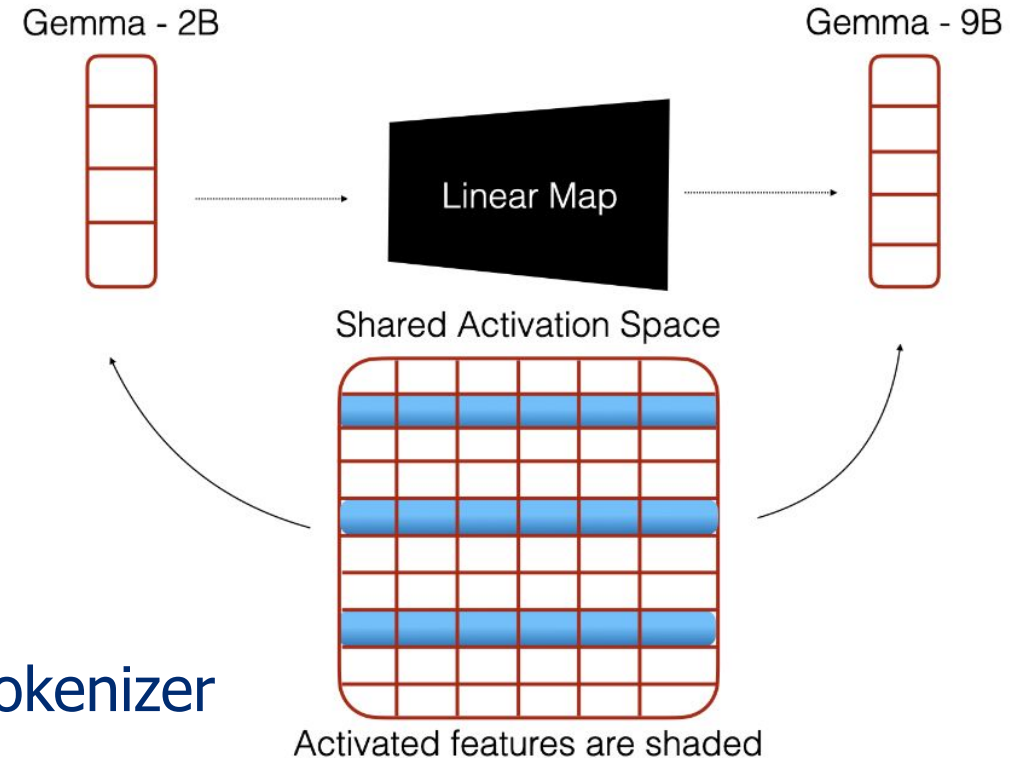 Gemma - 2B
Gemma - 9B
Linear Map
Shared Activation Space
okenizer
Activated features are shaded